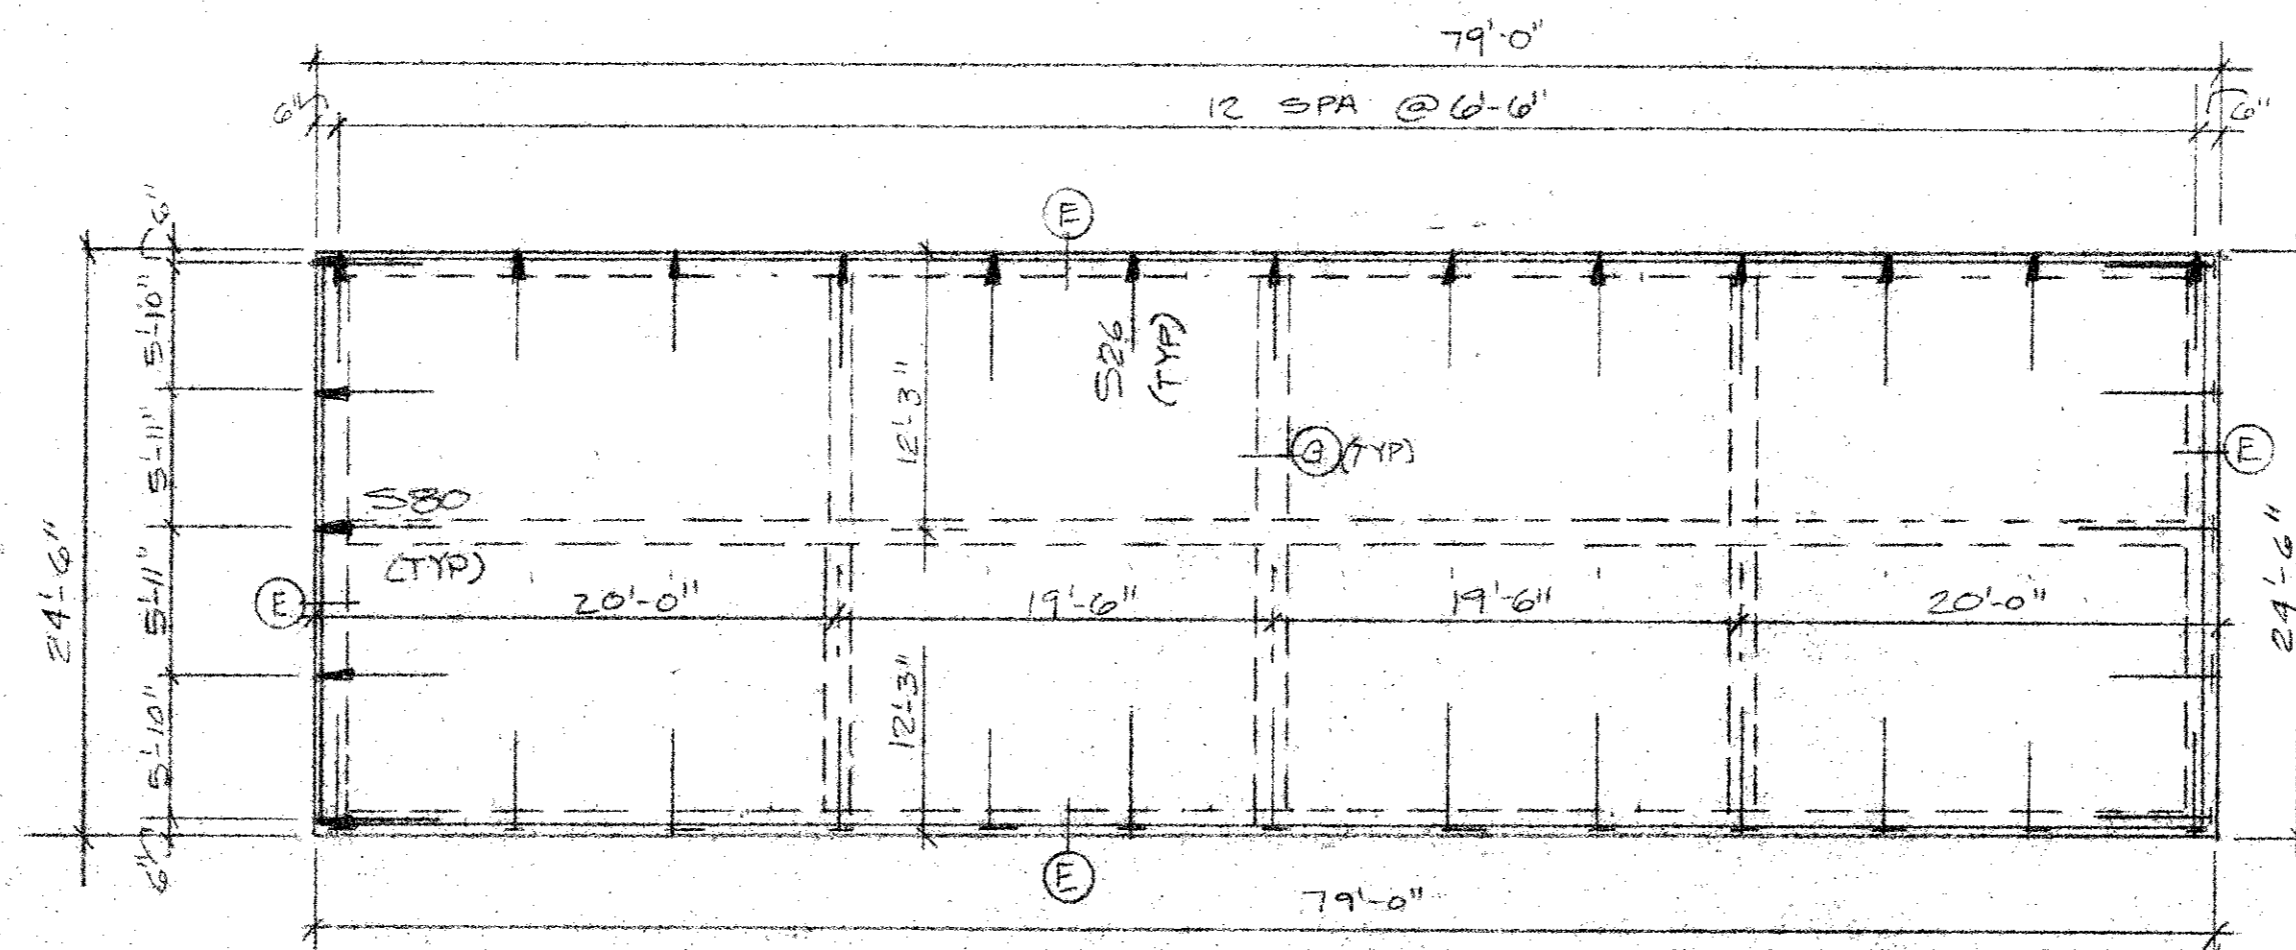 79'-0"
6"
12 SPA @ 6'-6"
6"
E
6"
5'-10"
5'-11"
5'-11"
5'-10"
6"
24'-6"
S26
(TYP)
12'-3"
G (TYP)
E
S80
(TYP)
E
20'-0"
19'-6"
19'-6"
20'-0"
24'-6"
12'-3"
E
79'-0"